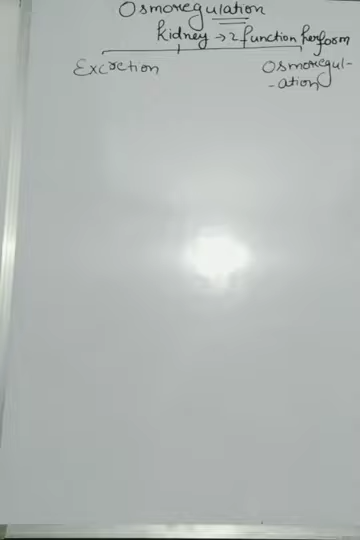 Osmoregulation
Kidney → 2 function perform
Excretion
Osmoregul-
-ation